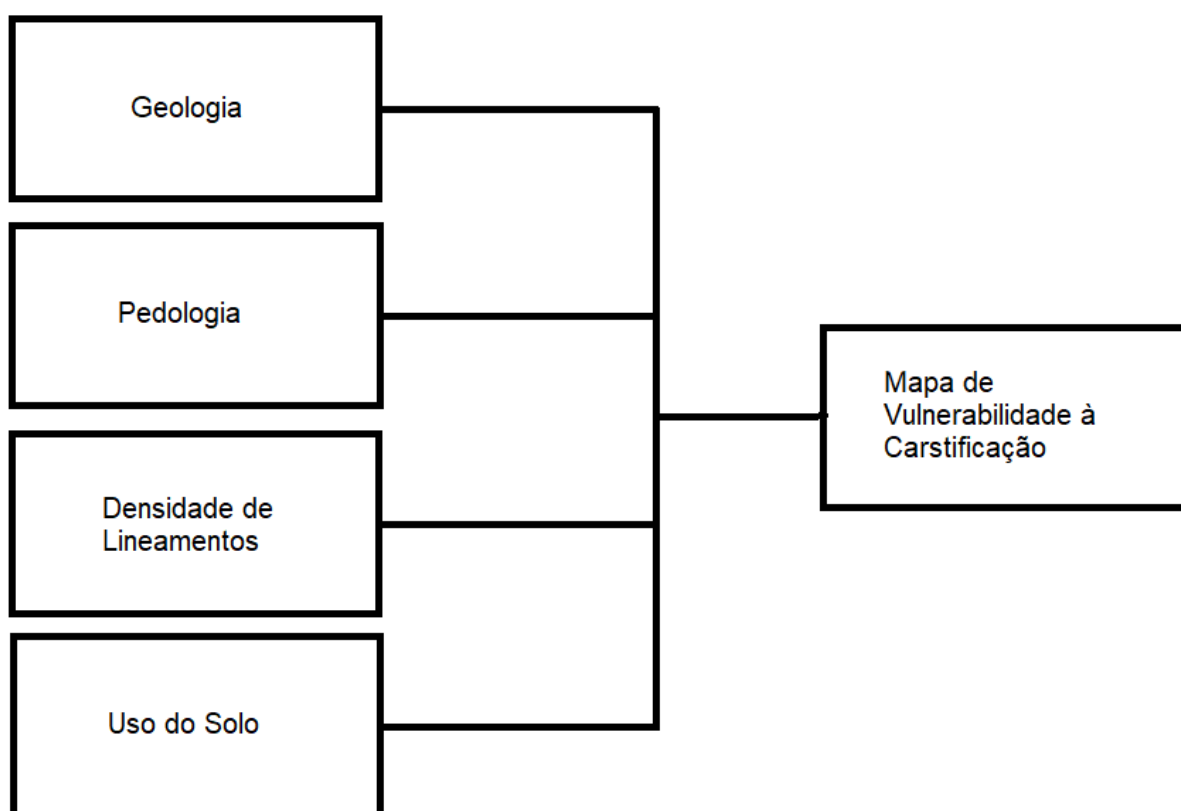 Geologia
Pedologia
Densidade de
Lineamentos
Uso do Solo
Mapa de
Vulnerabilidade à
Carstificação